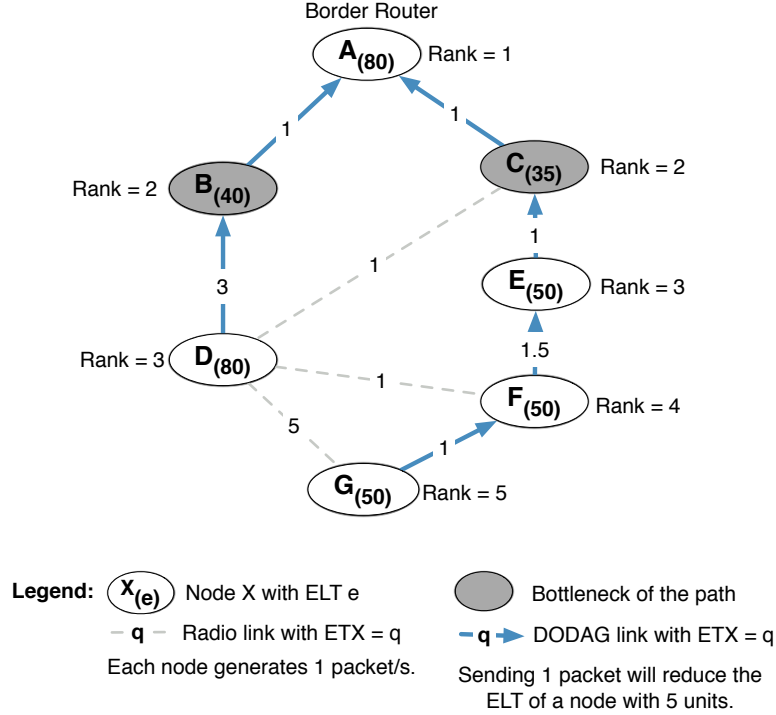 Border Router
A(80)
Rank = 1
1
1
B(40)
Rank = 2
C(35)
Rank = 2
1
1
3
E(50)
Rank = 3
D(80)
Rank = 3
1.5
1
F(50)
Rank = 4
5
1
G(50)
Rank = 5
Legend:
X(e)
Node X with ELT e
Bottleneck of the path
q
Radio link with ETX = q
q
DODAG link with ETX = q
Each node generates 1 packet/s.
Sending 1 packet will reduce the
ELT of a node with 5 units.